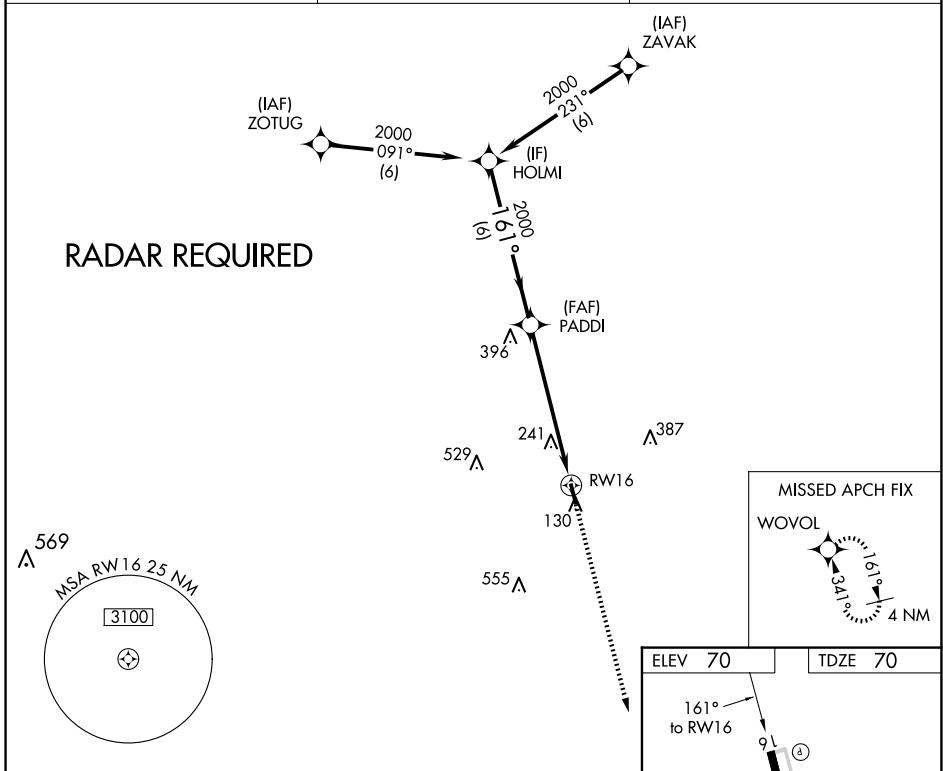 (IAF)
ZAVAK
2000
231°
(6)
(IAF)
ZOTUG
2000
091°
(6)
(IF)
HOLMI
2000
161°
(6)
RADAR REQUIRED
(FAF)
PADDI
396
241
387
529
RW16
130
MISSED APCH FIX
WOVOL
161°
341°
4 NM
569
MSA RW16 25 NM
3100
555
ELEV 70
TDZE 70
161°
to RW16
16
P